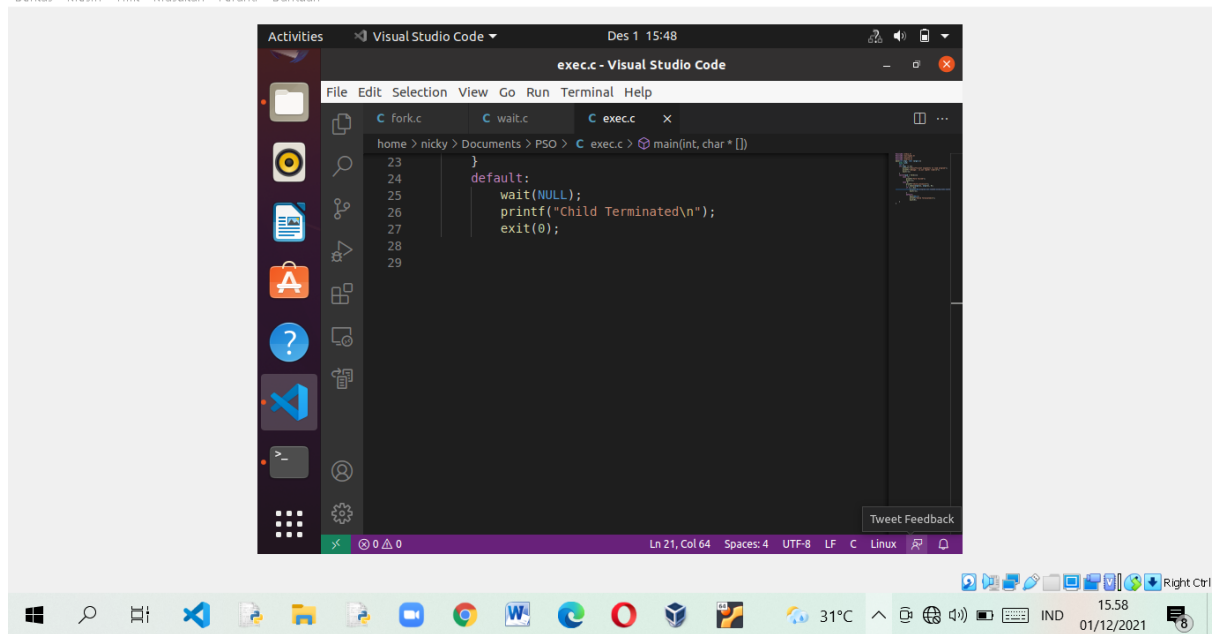 Activities Visual Studio Code Des 1 15:48
exec.c - Visual Studio Code
File Edit Selection View Go Run Terminal Help
C fork.c C wait.c C exec.c
home > nicky > Documents > PSO > C exec.c > main(int, char * [])
23 }
24 default:
25 wait(NULL);
26 printf("Child Terminated\n");
27 exit(0);
28
29
Tweet Feedback
0 0 Ln 21, Col 64 Spaces: 4 UTF-8 LF C Linux
Right Ctrl
31°C IND 15.58
01/12/2021 8